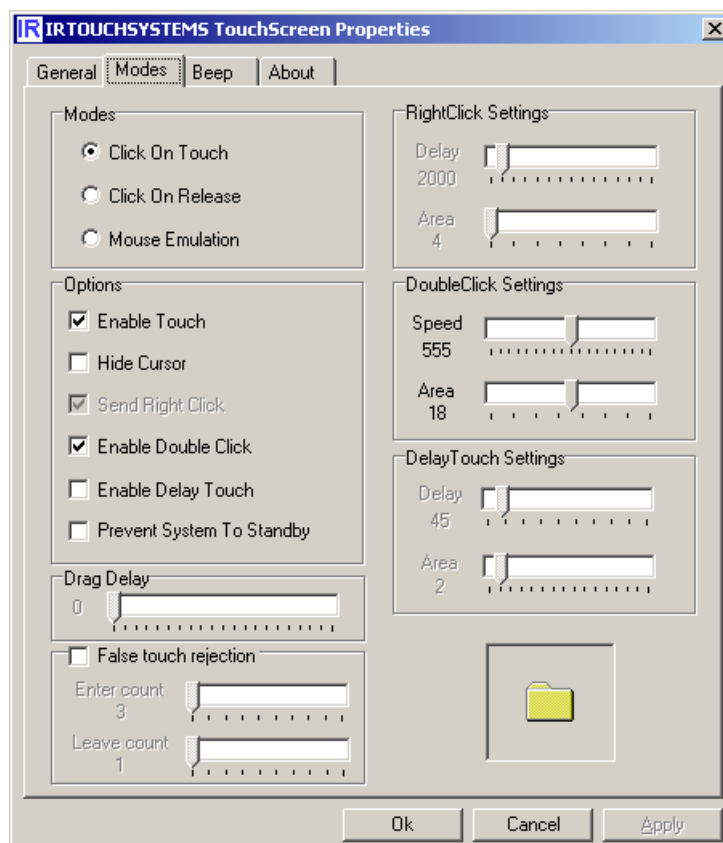 IR IRTOUCHSYSTEMS TouchScreen Properties
General Modes Beep About
Modes
Click On Touch
Click On Release
Mouse Emulation
Options
Enable Touch
Hide Cursor
Send Right Click
Enable Double Click
Enable Delay Touch
Prevent System To Standby
Drag Delay
0
False touch rejection
Enter count
3
Leave count
1
RightClick Settings
Delay
2000
Area
4
DoubleClick Settings
Speed
555
Area
18
DelayTouch Settings
Delay
45
Area
2
Ok Cancel Apply